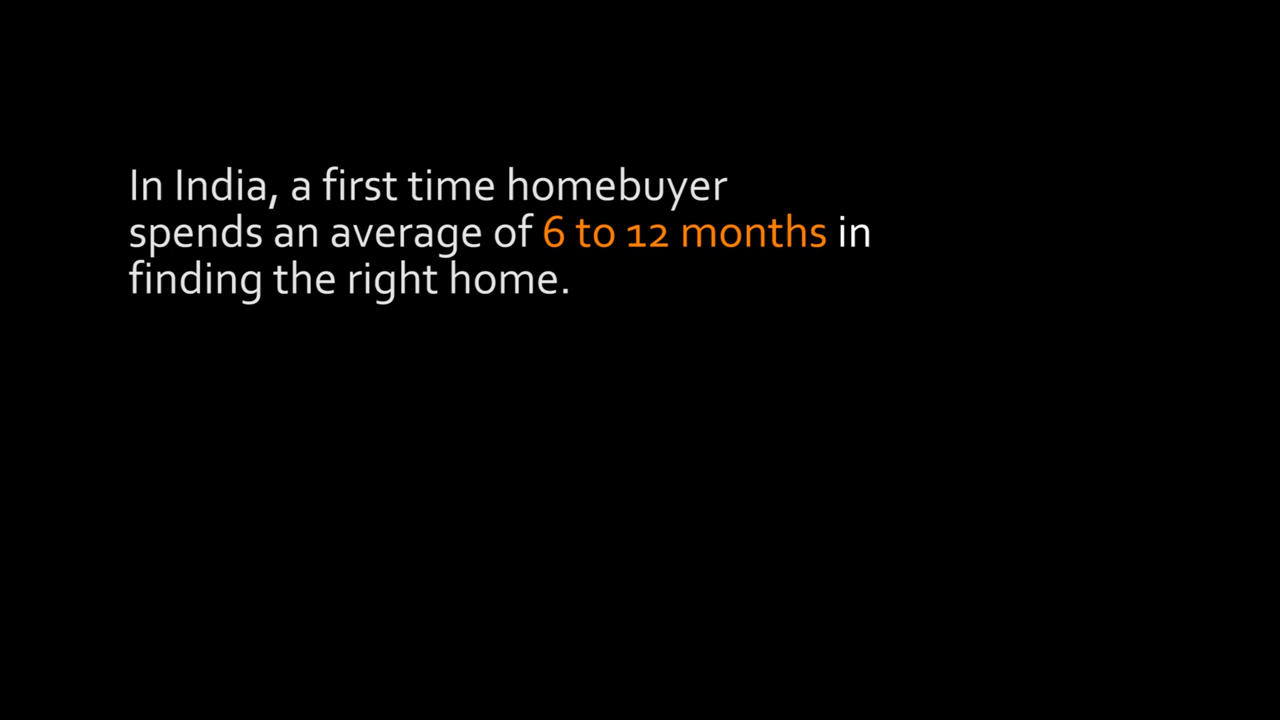 In India, a first time homebuyer
spends an average of 6 to 12 months in
finding the right home.